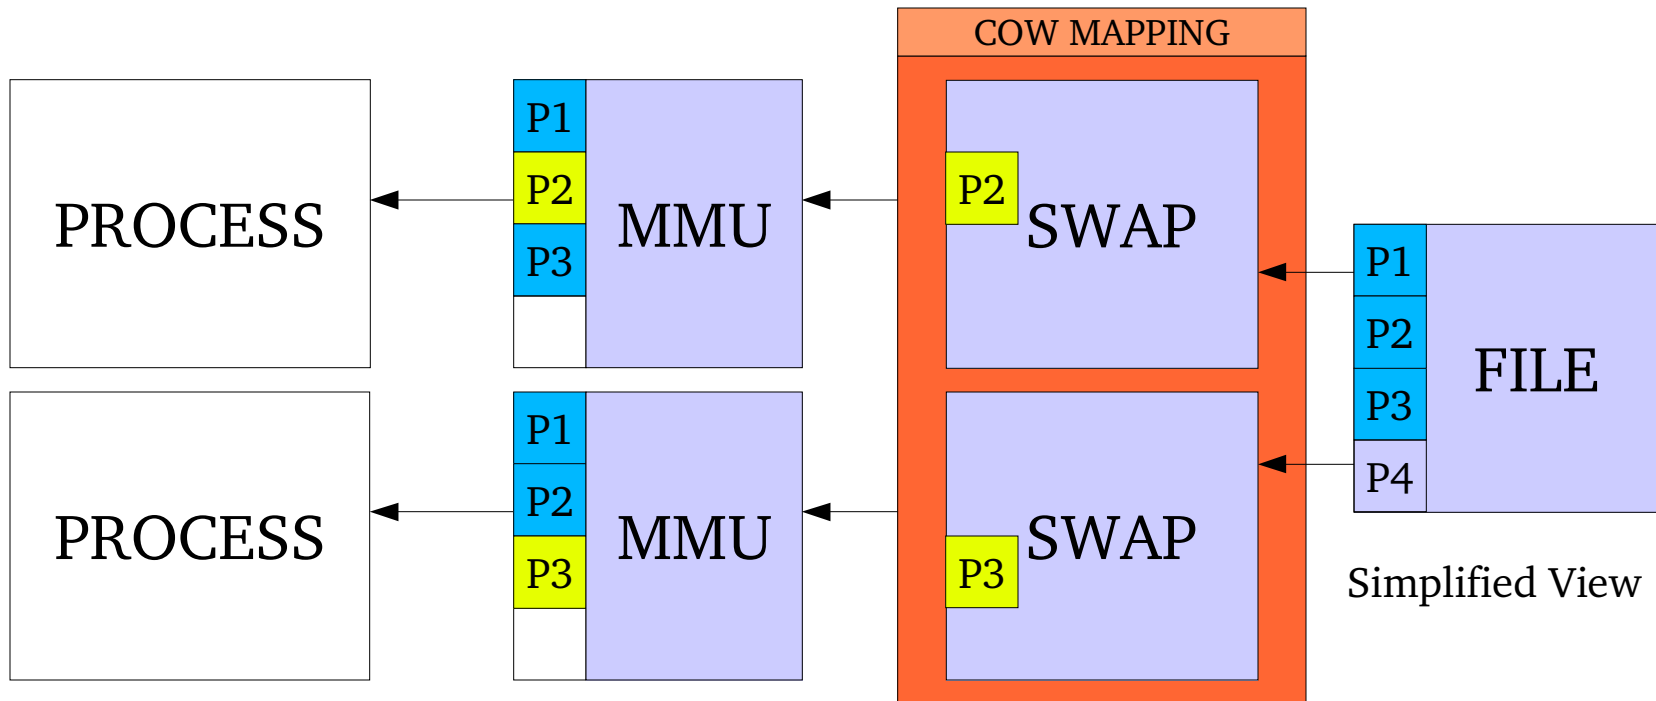 COW MAPPING
PROCESS
P1
P2
P3
MMU
P2
SWAP
P1
P2
P3
P4
FILE
PROCESS
P1
P2
P3
MMU
P3
SWAP
Simplified View